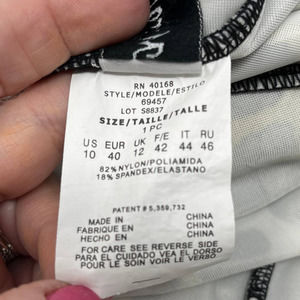 RN 40168
STYLE/MODELE/ESTILO
69457
LOT S8837
SIZE/TAILLE/TALLE
1 PC
US EUR UK F/E IT RU
10 40 12 42 44 46
82% NYLON/POLIAMIDA
18% SPANDEX/ELASTANO
PATENT # 5,359,732
MADE IN CHINA
FABRIQUE EN CHINA
HECHO EN CHINA
FOR CARE SEE REVERSE SIDE
PARA EL CUIDADO VEA EL DORSO
POUR LE SOIN VOIR LE VERSO